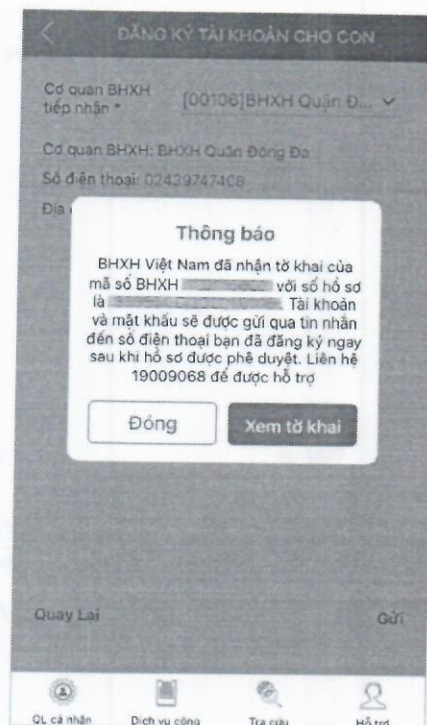 ĐĂNG KÝ TÀI KHOẢN CHO CON
Cơ quan BHXH
tiếp nhận *
[00106]BHXH Quận Đ...
Cơ quan BHXH: BHXH Quận Đống Đa
Số điện thoại: 02439747408
Địa
Thông báo
BHXH Việt Nam đã nhận tờ khai của
mã số BHXH với số hồ sơ
là Tài khoản
và mật khẩu sẽ được gửi qua tin nhắn
đến số điện thoại bạn đã đăng ký ngay
sau khi hồ sơ được phê duyệt. Liên hệ
19009068 để được hỗ trợ
Đóng
Xem tờ khai
Quay Lại
Gửi
QL cá nhân
Dịch vụ công
Tra cứu
Hỗ trợ